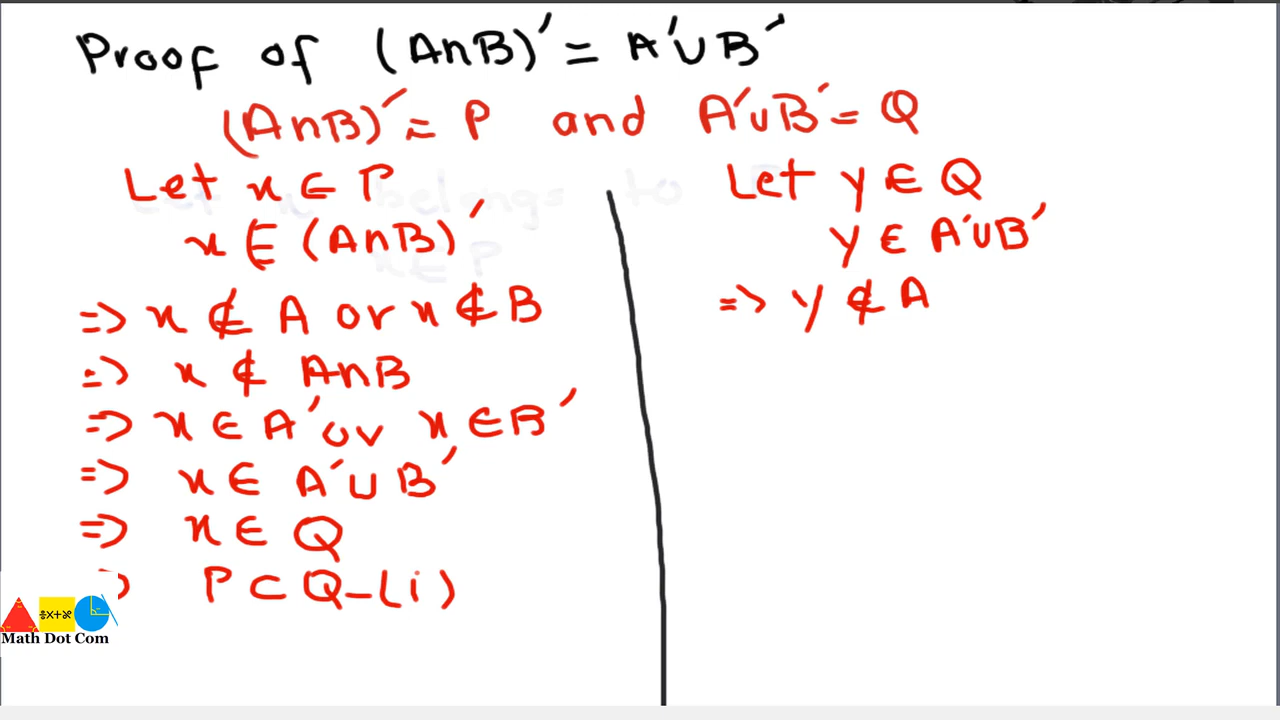 Proof of (A∩B)′ = A′∪B′
(A∩B)′ = P and A′∪B′ = Q
Let x ∈ P
x ∈ (A∩B)′
=> x ∉ A or x ∉ B
=> x ∉ A∩B
=> x ∈ A′ or x ∈ B′
=> x ∈ A′∪B′
=> x ∈ Q
P ⊂ Q – (i)
Let y ∈ Q
y ∈ A′∪B′
=> y ∉ A
Math Dot Com